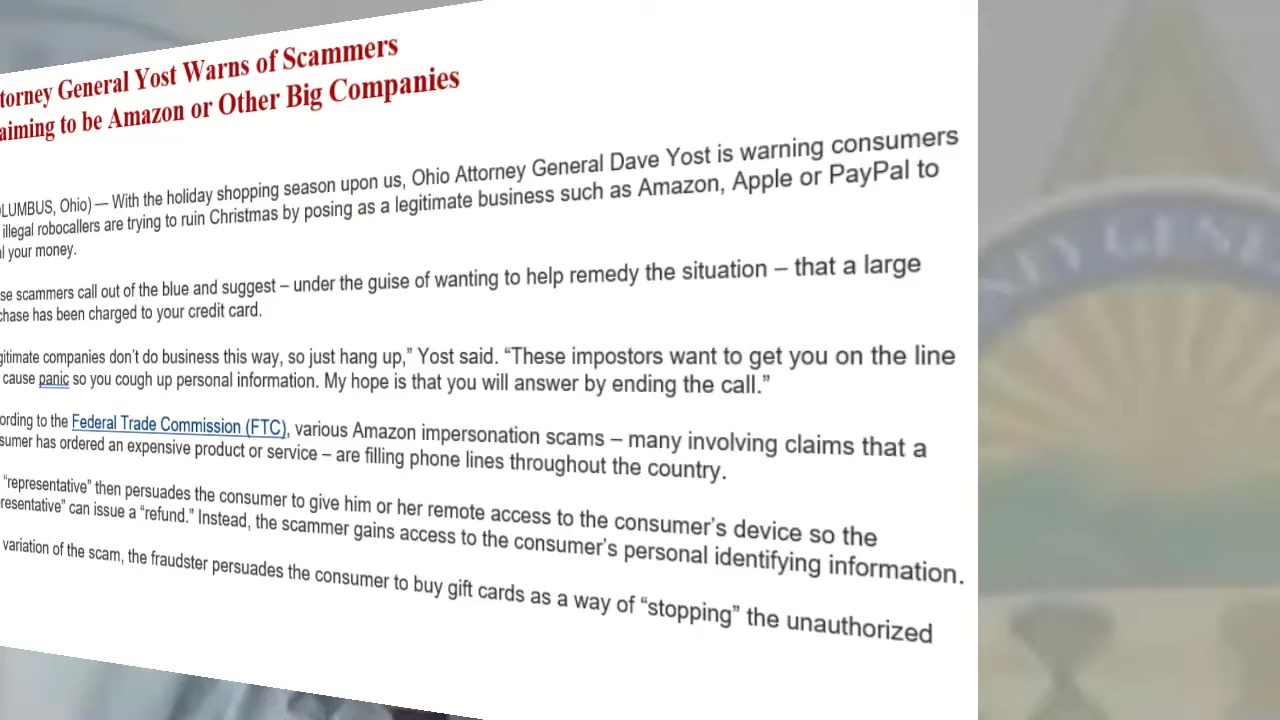 torney General Yost Warns of Scammers
aiming to be Amazon or Other Big Companies
LUMBUS, Ohio) — With the holiday shopping season upon us, Ohio Attorney General Dave Yost is warning consumers
illegal robocallers are trying to ruin Christmas by posing as a legitimate business such as Amazon, Apple or PayPal to
l your money.
se scammers call out of the blue and suggest – under the guise of wanting to help remedy the situation – that a large
chase has been charged to your credit card.
gitimate companies don’t do business this way, so just hang up,” Yost said. “These impostors want to get you on the line
cause panic so you cough up personal information. My hope is that you will answer by ending the call.”
ording to the Federal Trade Commission (FTC), various Amazon impersonation scams – many involving claims that a
sumer has ordered an expensive product or service – are filling phone lines throughout the country.
“representative” then persuades the consumer to give him or her remote access to the consumer’s device so the
resentative” can issue a “refund.” Instead, the scammer gains access to the consumer’s personal identifying information.
variation of the scam, the fraudster persuades the consumer to buy gift cards as a way of “stopping” the unauthorized
NEY GENE